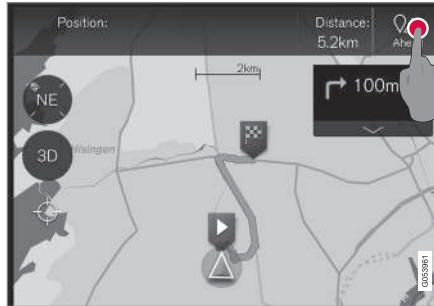 Position:
Distance:
5.2km
Ahe
2km
NE
100m
3D
Hisingen
G053961